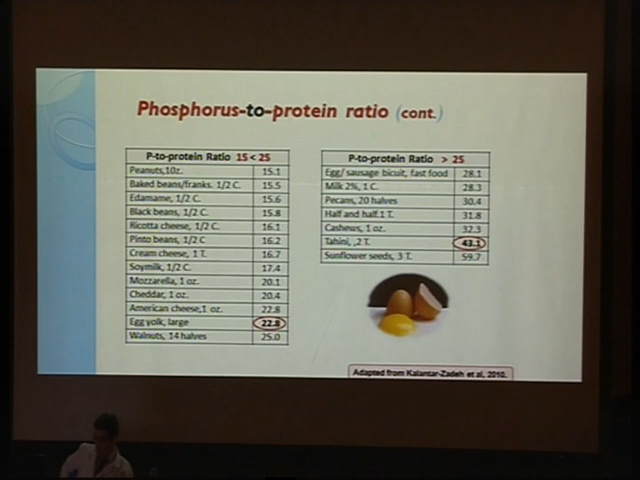 Phosphorus-to-protein ratio (cont.)
P-to-protein Ratio 15 < 25
Peanuts,1oz. 15.1
Baked beans/franks. 1/2 C. 15.5
Edamame, 1/2 C. 15.6
Black beans, 1/2 C. 15.8
Ricotta cheese, 1/2 C. 16.1
Pinto beans, 1/2 C 16.2
Cream cheese, 1 T. 16.7
Soymilk, 1/2 C. 17.4
Mozzarella, 1 oz. 20.1
Cheddar, 1 oz. 20.4
American cheese,1 oz. 22.8
Egg yolk, large 22.8
Walnuts, 14 halves 25.0
P-to-protein Ratio > 25
Egg/ sausage bicuit, fast food 28.1
Milk 2%, 1 C. 28.3
Pecans, 20 halves 30.4
Half and half.1 T. 31.8
Cashews, 1 oz. 32.3
Tahini, ,2 T. 43.1
Sunflower seeds, 3 T. 59.7
Adapted from Kalantar-Zadeh et al, 2010.